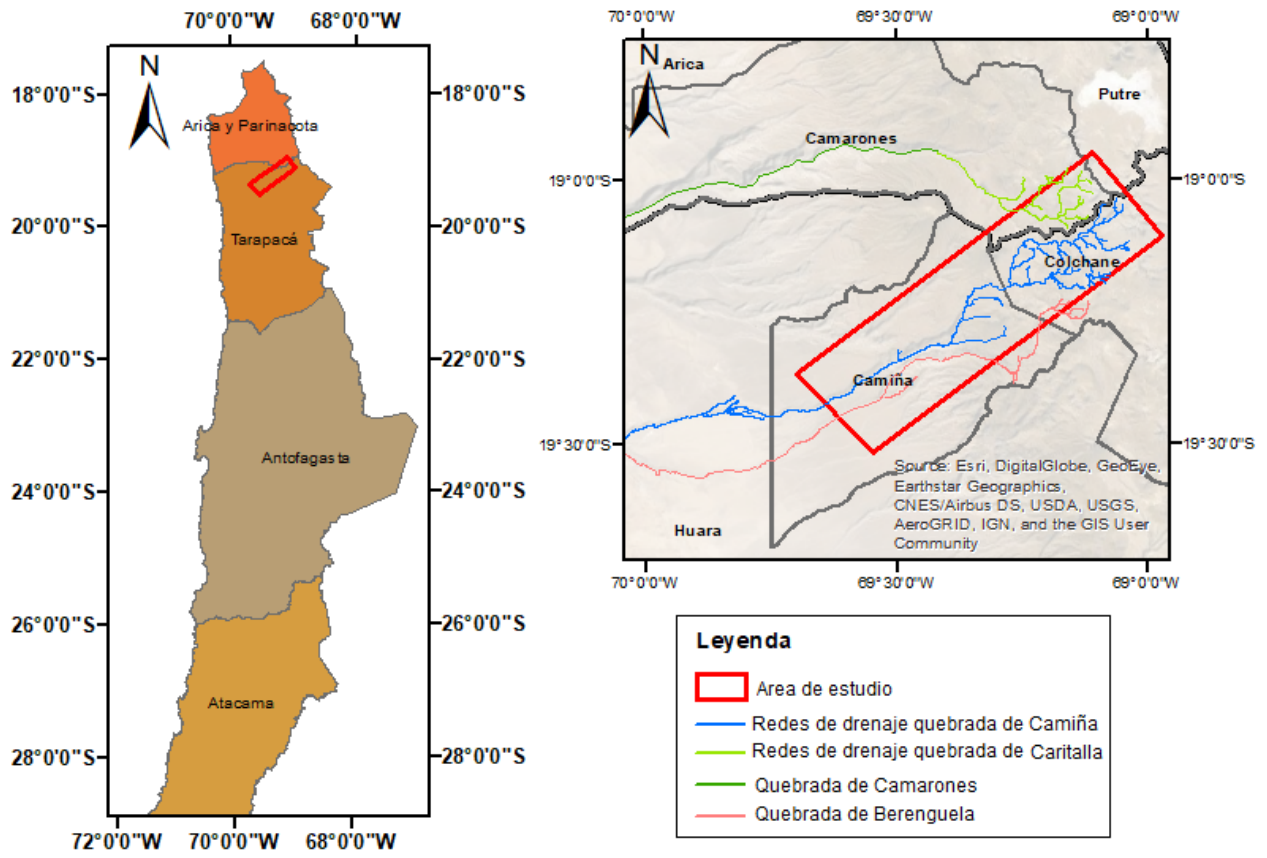 70°0'0"W 68°0'0"W
N
18°0'0"S
18°0'0"S
Arica y Parinacota
20°0'0"S
20°0'0"S
Tarapacá
22°0'0"S
22°0'0"S
Antofagasta
24°0'0"S
24°0'0"S
26°0'0"S
26°0'0"S
Atacama
28°0'0"S
28°0'0"S
72°0'0"W 70°0'0"W 68°0'0"W
70°0'0"W 69°30'0"W 69°0'0"W
N
Arica
Putre
Camarones
19°0'0"S
19°0'0"S
Colchane
Camiña
19°30'0"S
19°30'0"S
Source: Esri, DigitalGlobe, GeoEye,
Earthstar Geographics,
CNES/Airbus DS, USDA, USGS,
AeroGRID, IGN, and the GIS User
Community
Huara
70°0'0"W 69°30'0"W 69°0'0"W
Leyenda
Area de estudio
Redes de drenaje quebrada de Camiña
Redes de drenaje quebrada de Caritalla
Quebrada de Camarones
Quebrada de Berenguela